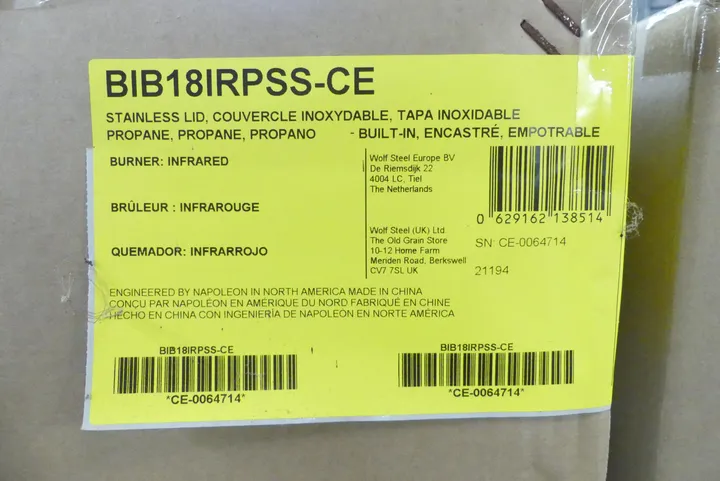 BIB18IRPSS-CE
STAINLESS LID, COUVERCLE INOXYDABLE, TAPA INOXIDABLE
PROPANE, PROPANE, PROPANO - BUILT-IN, ENCASTRÉ, EMPOTRABLE
BURNER: INFRARED
BRÛLEUR : INFRAROUGE
QUEMADOR: INFRARROJO
Wolf Steel Europe BV
De Riemsdijk 22
4004 LC, Tiel
The Netherlands
Wolf Steel (UK) Ltd
The Old Grain Store
10-12 Home Farm
Meriden Road, Berkswell
CV7 7SL UK
0 629162 138514
SN: CE-0064714
21194
ENGINEERED BY NAPOLEON IN NORTH AMERICA MADE IN CHINA
CONÇU PAR NAPOLÉON EN AMÉRIQUE DU NORD FABRIQUÉ EN CHINE
HECHO EN CHINA CON INGENIERÍA DE NAPOLEÓN EN NORTE AMÉRICA
BIB18IRPSS-CE
*CE-0064714*
BIB18IRPSS-CE
*CE-0064714*